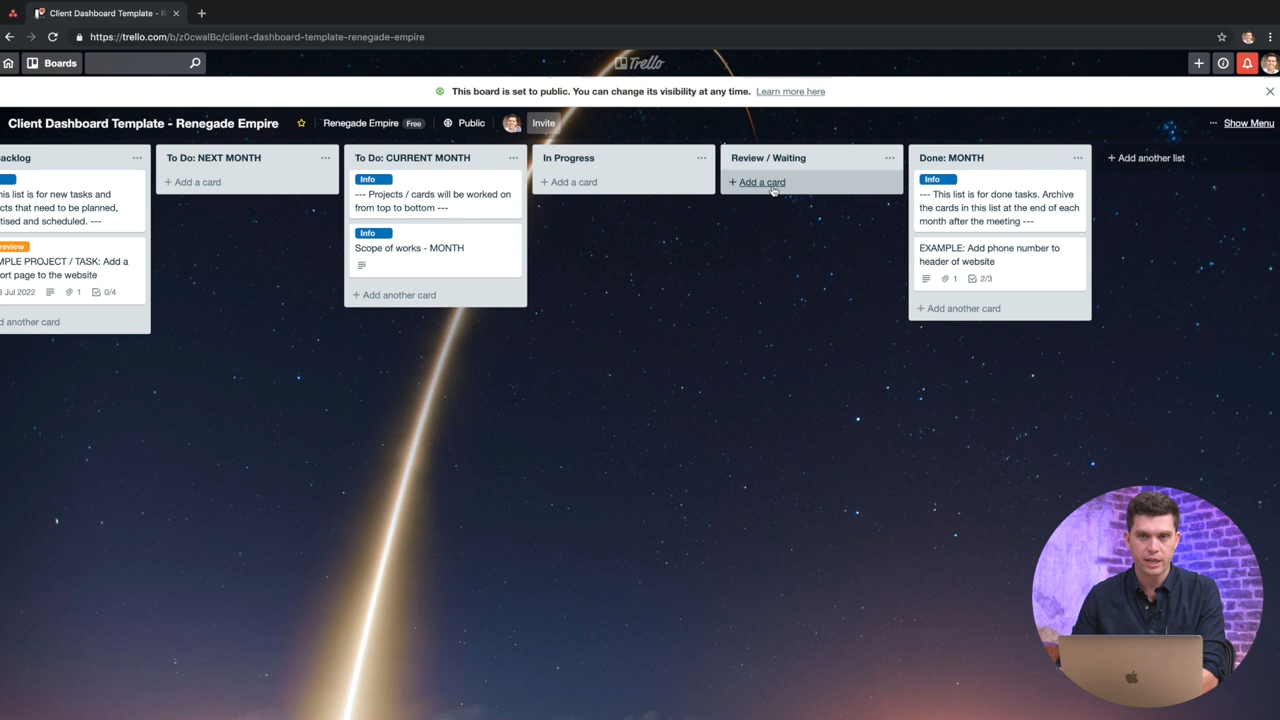 Client Dashboard Template - R
https://trello.com/b/z0cwalBc/client-dashboard-template-renegade-empire
Boards
Trello
This board is set to public. You can change its visibility at any time. Learn more here
Client Dashboard Template - Renegade Empire
Renegade Empire Free
Public
Invite
... Show Menu
acklog
Info
his list is for new tasks and
cts that need to be planned,
tised and scheduled. ---
review
MPLE PROJECT / TASK: Add a
ort page to the website
Jul 2022
1
0/4
dd another card
To Do: NEXT MONTH
+ Add a card
To Do: CURRENT MONTH
Info
--- Projects / cards will be worked on
from top to bottom ---
Info
Scope of works - MONTH
+ Add another card
In Progress
+ Add a card
Review / Waiting
+ Add a card
Done: MONTH
Info
--- This list is for done tasks. Archive
the cards in this list at the end of each
month after the meeting ---
EXAMPLE: Add phone number to
header of website
1
2/3
+ Add another card
+ Add another list